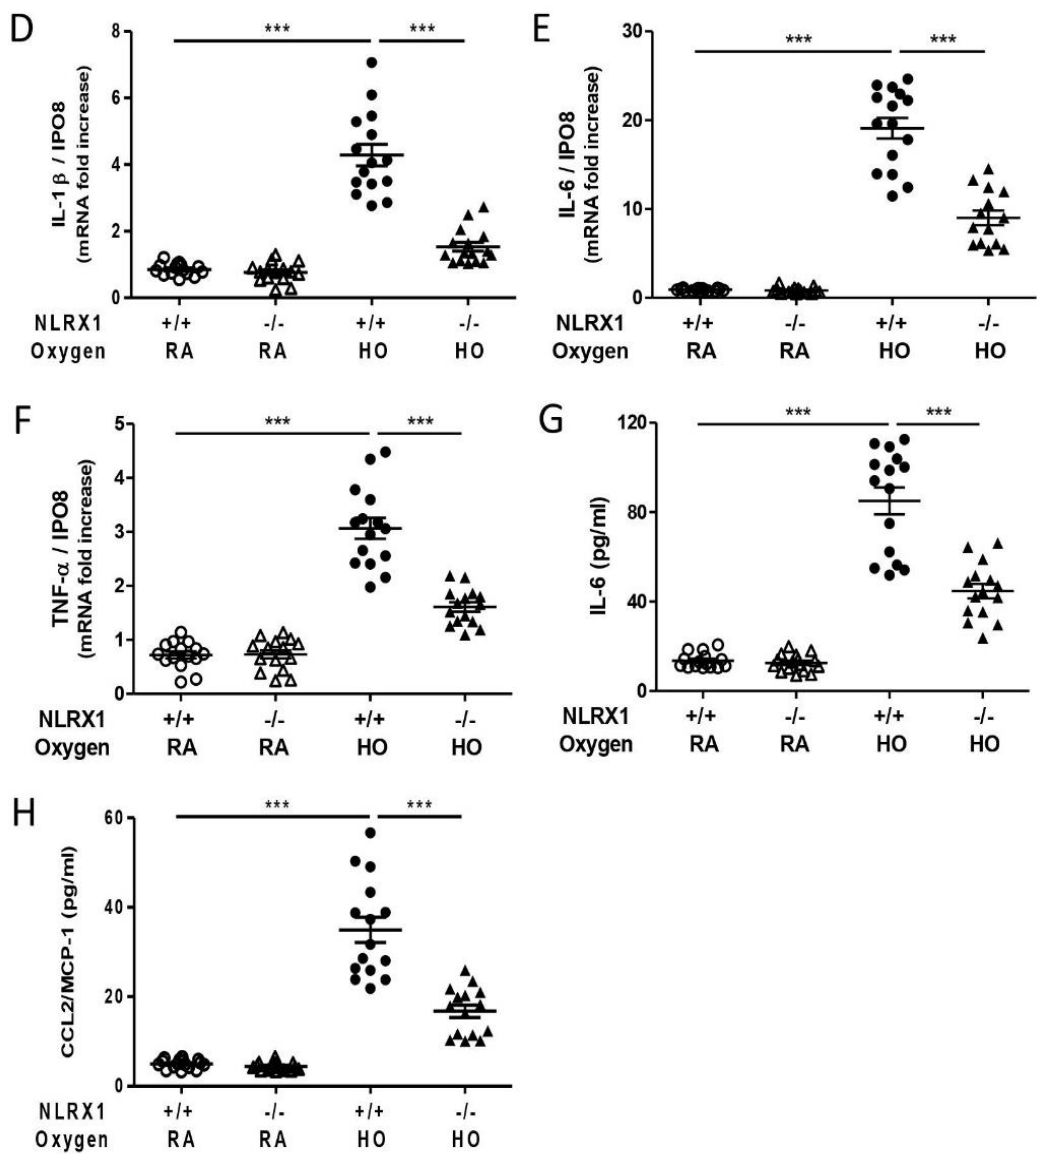 D
IL-1 β / IPO8
(mRNA fold increase)
8
6
4
2
0
*** ***
NLRX1 +/+ -/- +/+ -/-
Oxygen RA RA HO HO
E
IL-6 / IPO8
(mRNA fold increase)
30
20
10
0
*** ***
NLRX1 +/+ -/- +/+ -/-
Oxygen RA RA HO HO
F
TNF-α / IPO8
(mRNA fold increase)
5
4
3
2
1
0
*** ***
NLRX1 +/+ -/- +/+ -/-
Oxygen RA RA HO HO
G
IL-6 (pg/ml)
120
80
40
0
*** ***
NLRX1 +/+ -/- +/+ -/-
Oxygen RA RA HO HO
H
CCL2/MCP-1 (pg/ml)
60
40
20
0
*** ***
NLRX1 +/+ -/- +/+ -/-
Oxygen RA RA HO HO